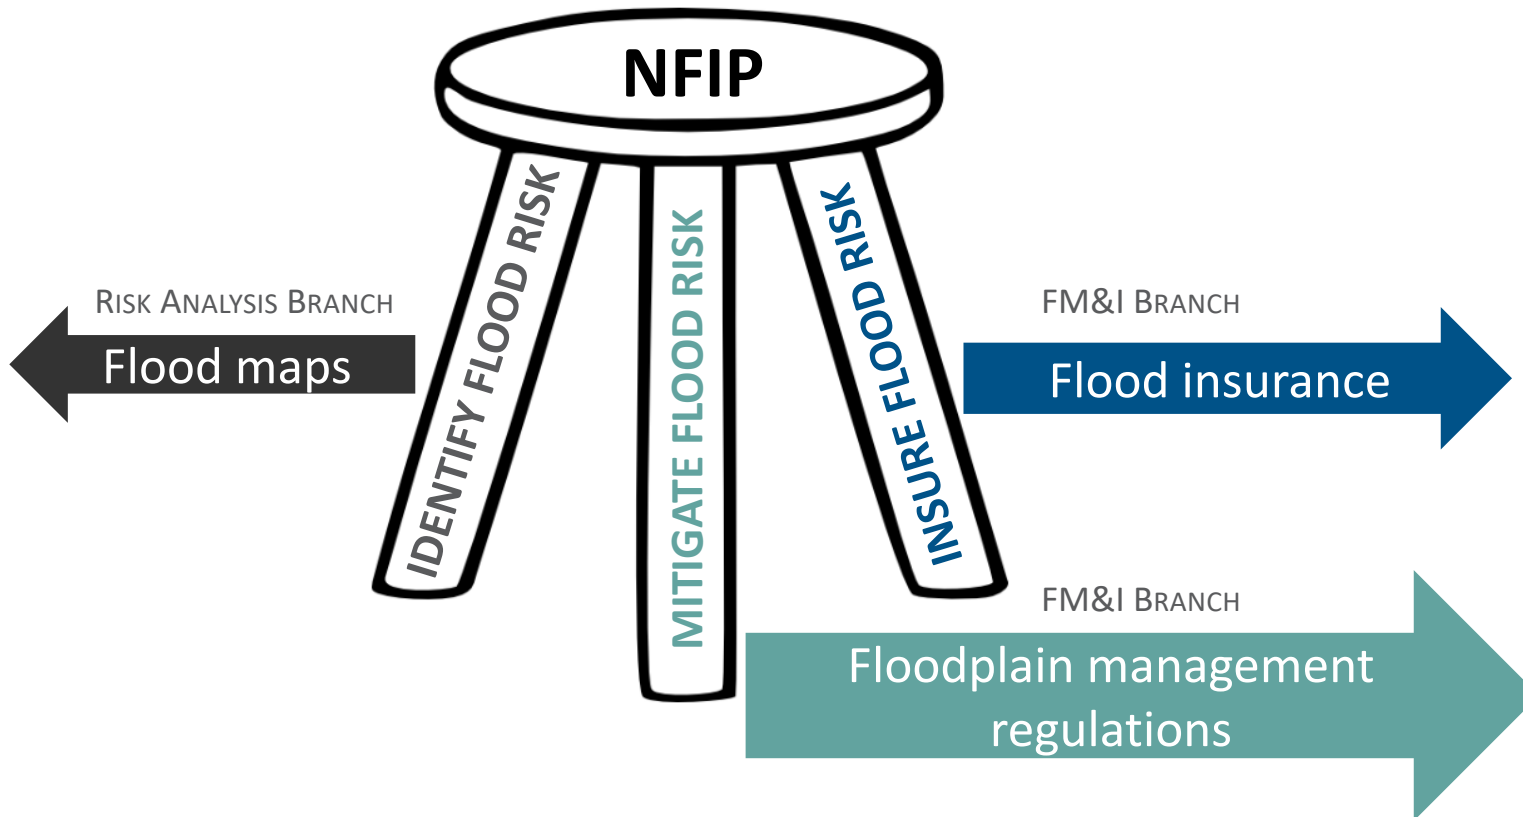 NFIP
IDENTIFY FLOOD RISK
MITIGATE FLOOD RISK
INSURE FLOOD RISK
RISK ANALYSIS BRANCH
Flood maps
FM&I BRANCH
Flood insurance
FM&I BRANCH
Floodplain management
regulations